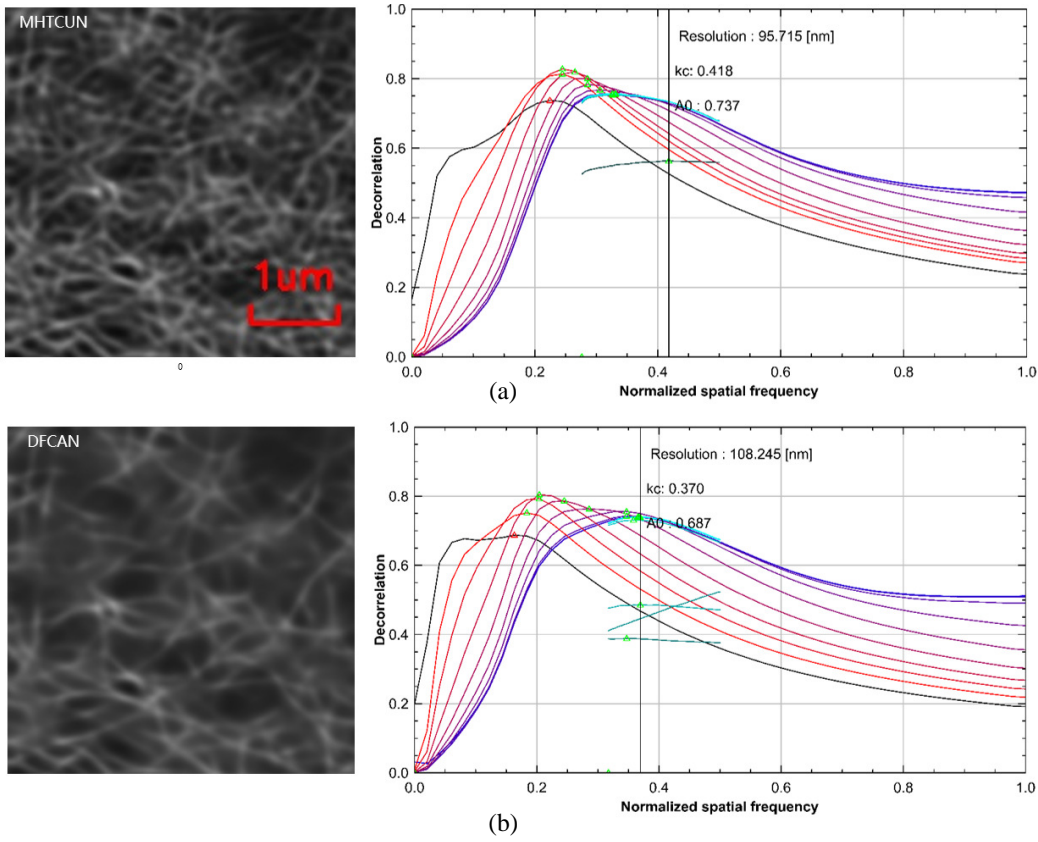 MHTCUN
1um
0
1.0
0.8
0.6
0.4
0.2
0.0
Decorrelation
Resolution : 95.715 [nm]
kc: 0.418
A0 : 0.737
0.0 0.2 0.4 0.6 0.8 1.0
Normalized spatial frequency
(a)
DFCAN
1.0
0.8
0.6
0.4
0.2
0.0
Decorrelation
Resolution : 108.245 [nm]
kc: 0.370
A0 : 0.687
0.0 0.2 0.4 0.6 0.8 1.0
Normalized spatial frequency
(b)